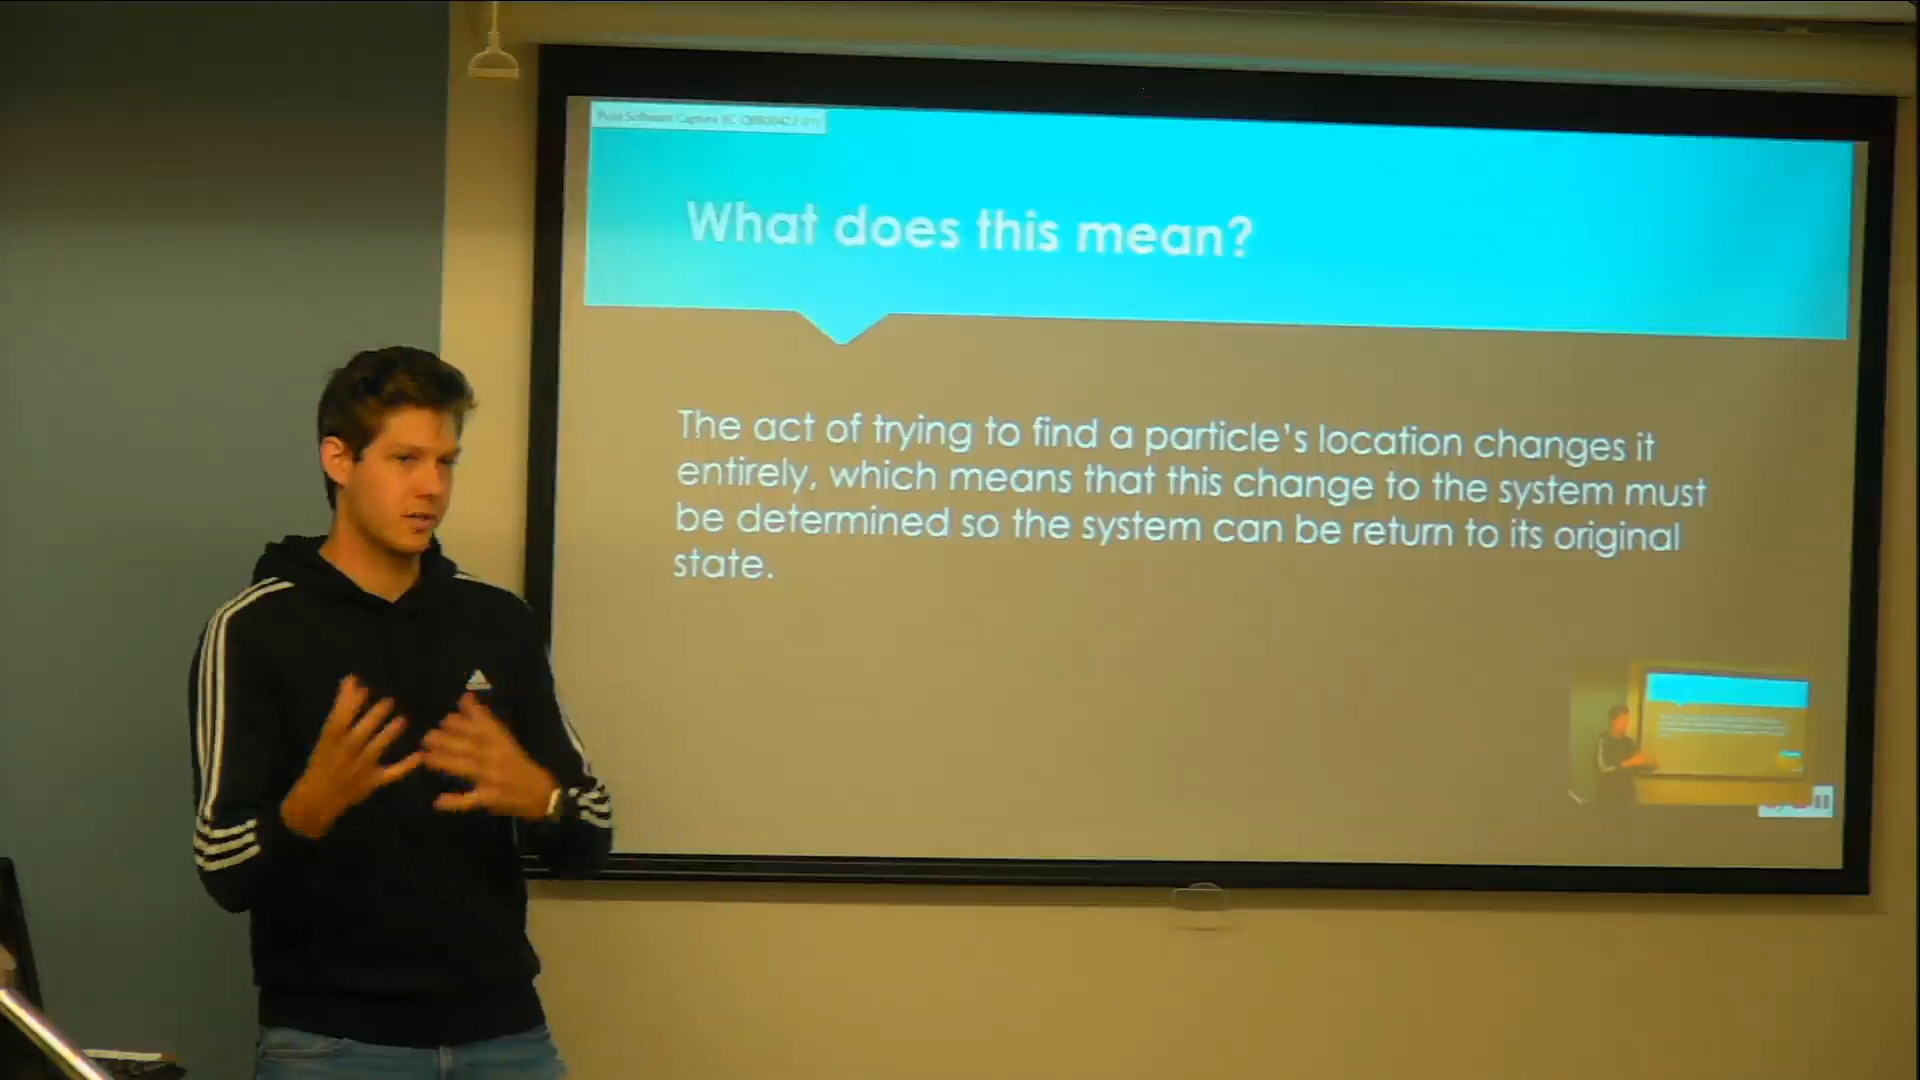 What does this mean?
The act of trying to find a particle's location changes it
entirely, which means that this change to the system must
be determined so the system can be return to its original
state.